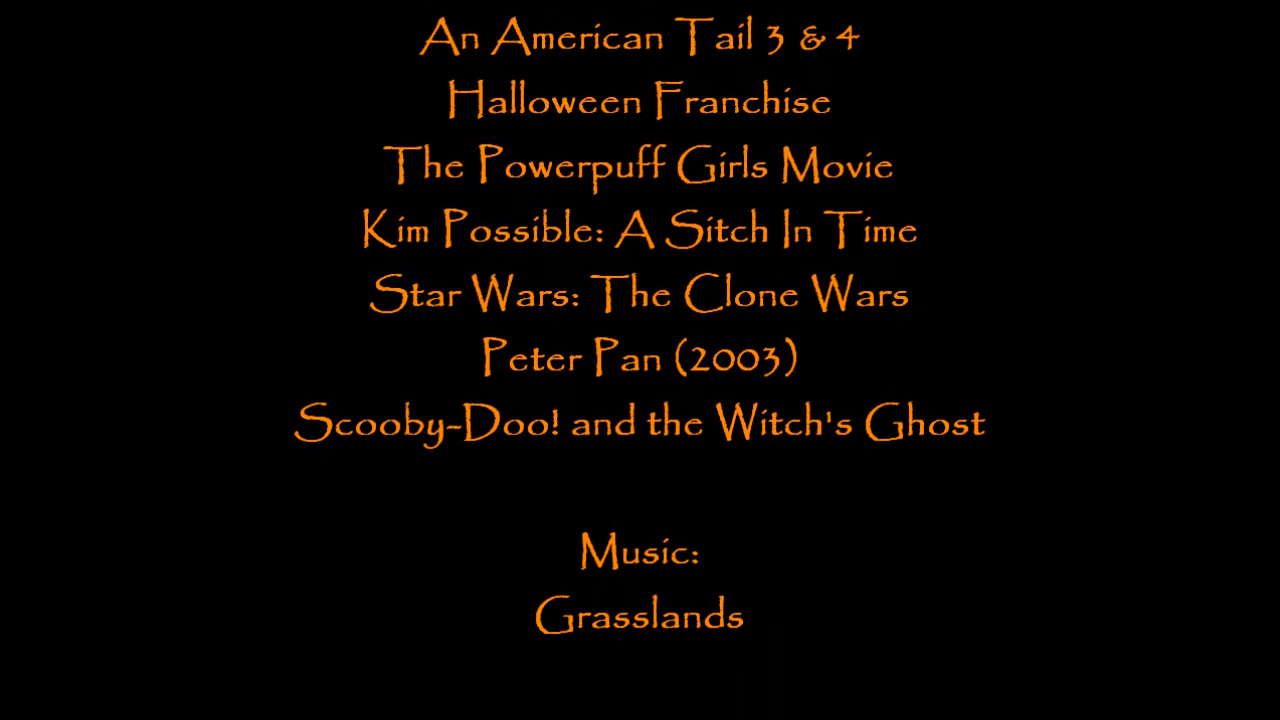 An American Tail 3 & 4
Halloween Franchise
The Powerpuff Girls Movie
Kim Possible: A Sitch In Time
Star Wars: The Clone Wars
Peter Pan (2003)
Scooby-Doo! and the Witch's Ghost
Music:
Grasslands